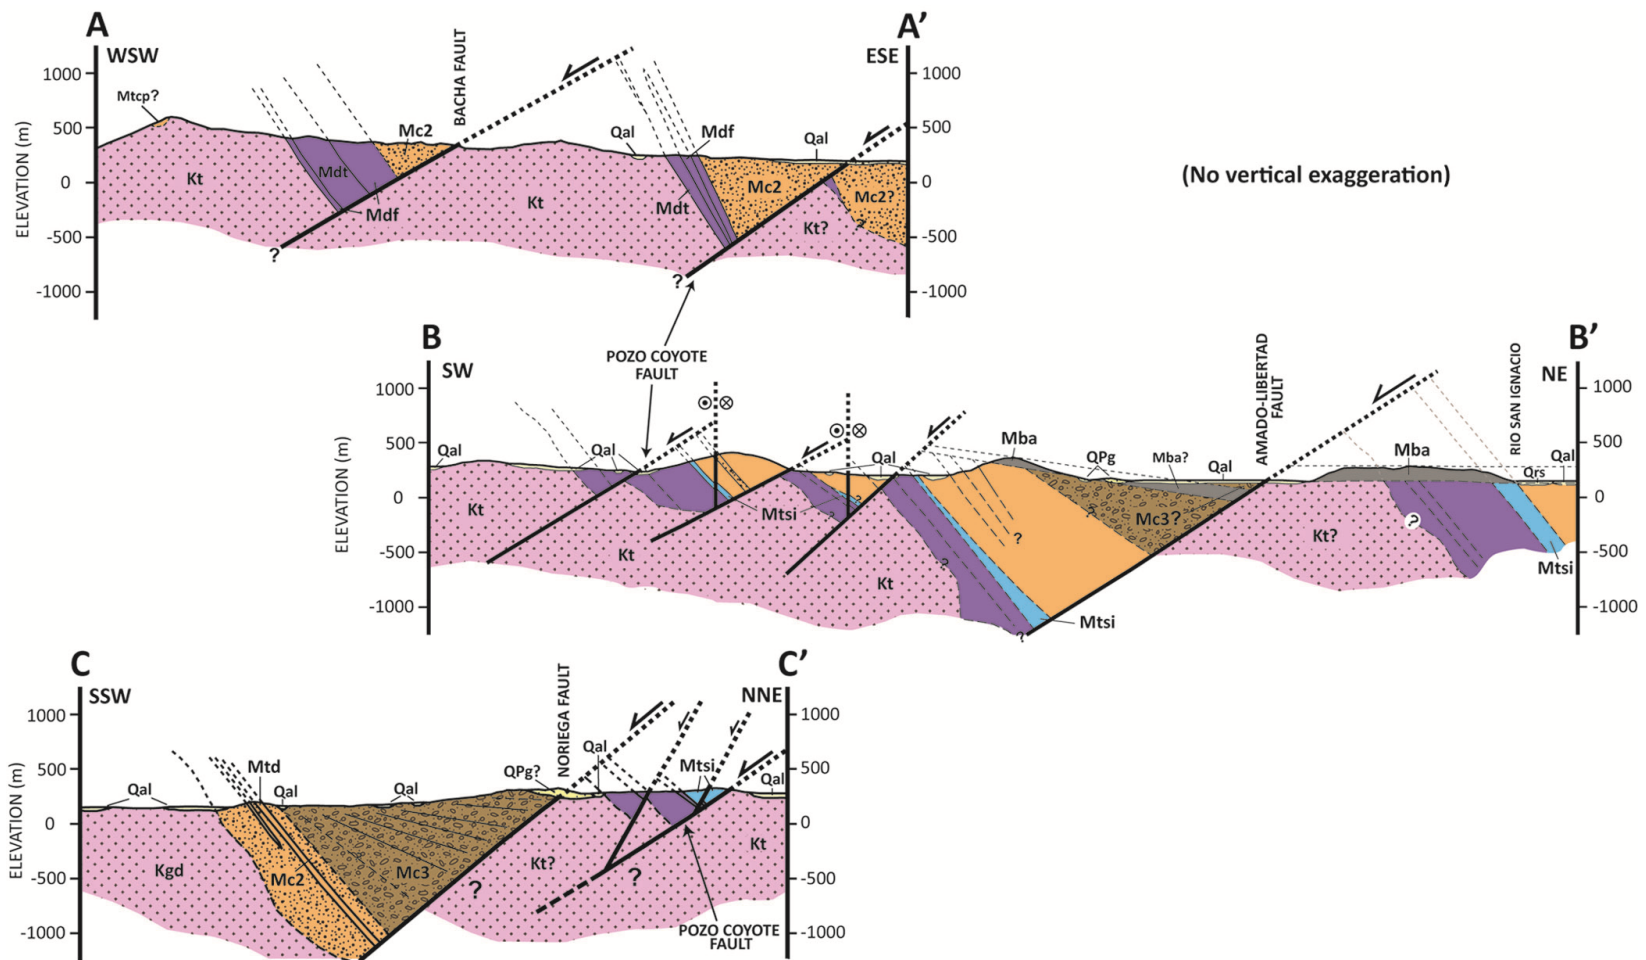 A
A’
WSW
ESE
BACHA FAULT
ELEVATION (m)
1000
500
0
-500
-1000
1000
500
0
-500
-1000
Mtcp?
Mc2
Qal
Mdf
Qal
Kt
Mdt
Mdf
Kt
Mdt
Mc2
Mc2?
Kt?
?
?
?
(No vertical exaggeration)
POZO COYOTE
FAULT
B
B’
SW
NE
AMADO-LIBERTAD
FAULT
RIO SAN IGNACIO
ELEVATION (m)
1000
500
0
-500
-1000
1000
500
0
-500
-1000
Qal
Qal
Qal
Mba
QPg
Mba?
Qal
Mba
Qrs
Qal
Kt
Mtsi
?
?
Mc3?
?
?
Kt?
?
Kt
Kt
?
Mtsi
Mtsi
?
C
C’
SSW
NNE
NORIEGA FAULT
ELEVATION (m)
1000
500
0
-500
-1000
1000
500
0
-500
-1000
Qal
Mtd
Qal
Qal
QPg?
Qal
Mtsi
Qal
Kgd
Mc2
Mc3
?
Kt?
?
Kt
POZO COYOTE
FAULT